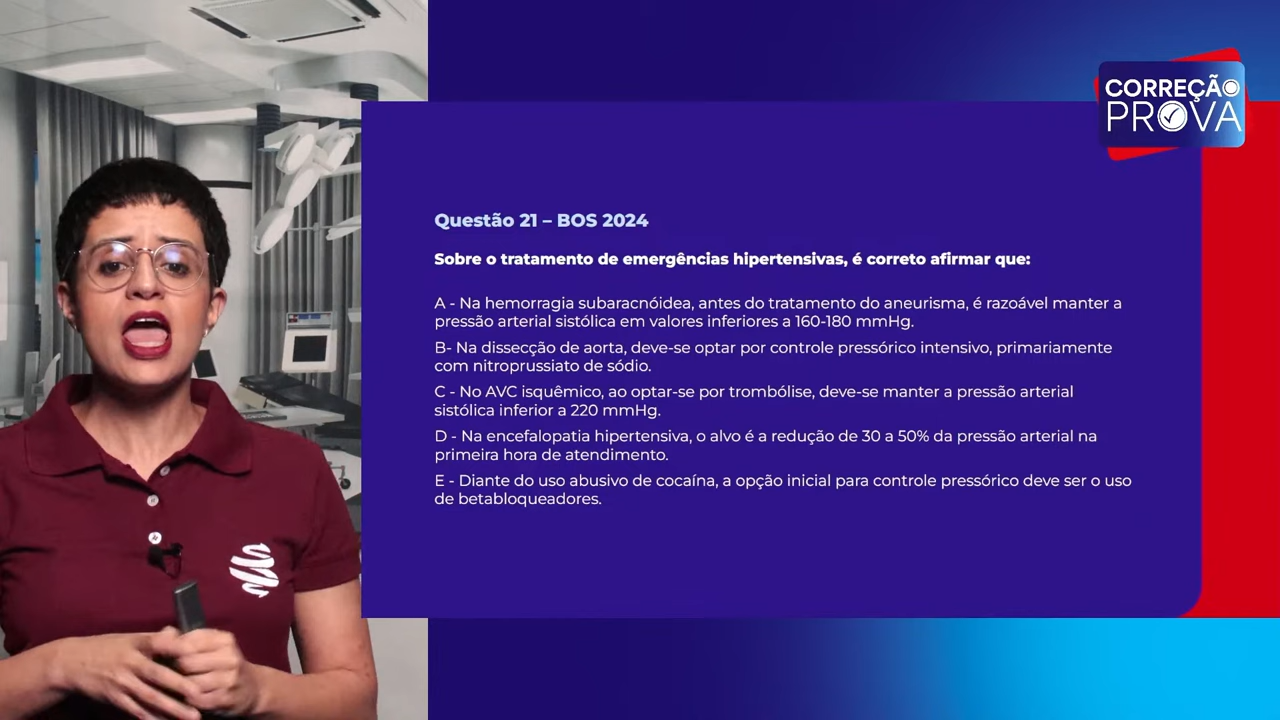 CORREÇÃO
PROVA
Questão 21 – BOS 2024
Sobre o tratamento de emergências hipertensivas, é correto afirmar que:
A - Na hemorragia subaracnóidea, antes do tratamento do aneurisma, é razoável manter a
pressão arterial sistólica em valores inferiores a 160-180 mmHg.
B- Na dissecção de aorta, deve-se optar por controle pressórico intensivo, primariamente
com nitroprussiato de sódio.
C - No AVC isquêmico, ao optar-se por trombólise, deve-se manter a pressão arterial
sistólica inferior a 220 mmHg.
D - Na encefalopatia hipertensiva, o alvo é a redução de 30 a 50% da pressão arterial na
primeira hora de atendimento.
E - Diante do uso abusivo de cocaína, a opção inicial para controle pressórico deve ser o uso
de betabloqueadores.